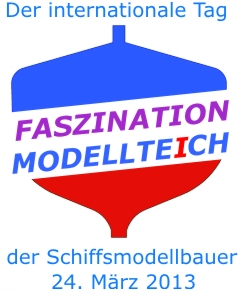 Der internationale Tag
FASZINATION
MODELLTEICH
der Schiffsmodellbauer
24. März 2013